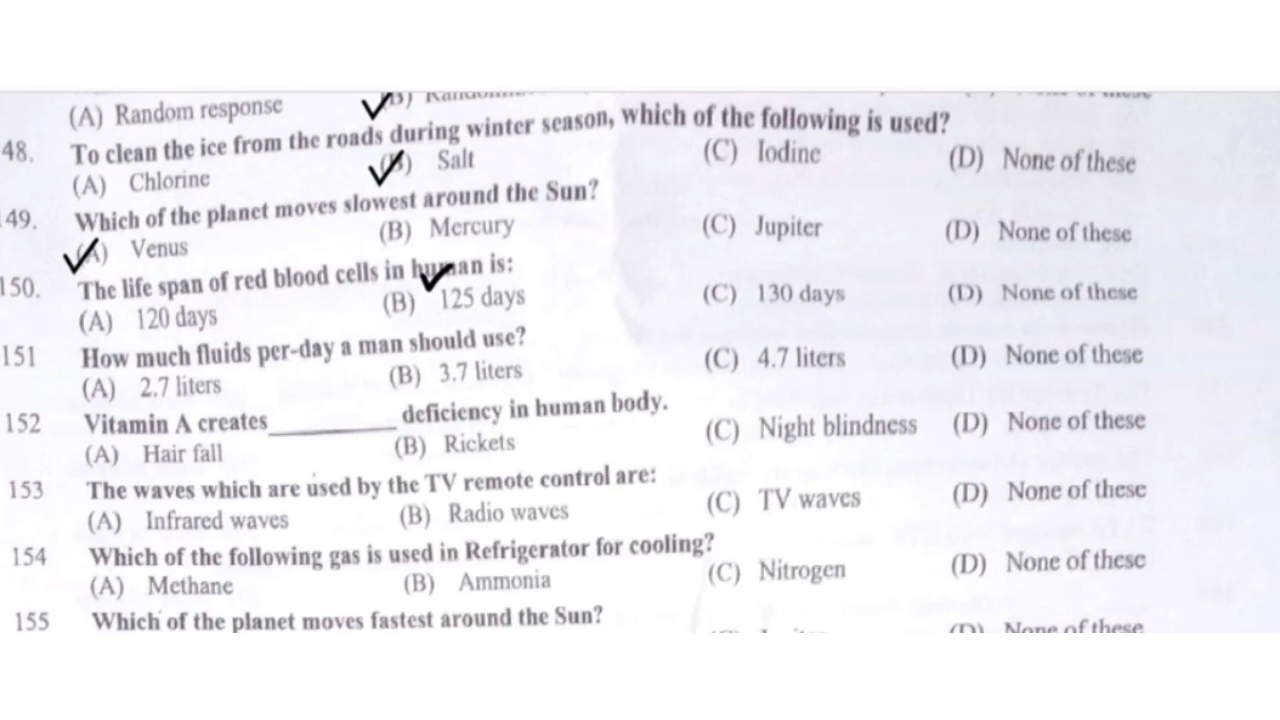 (A) Random response (B)
48. To clean the ice from the roads during winter season, which of the following is used?
(A) Chlorine (B) Salt (C) Iodine (D) None of these
149. Which of the planet moves slowest around the Sun?
(A) Venus (B) Mercury (C) Jupiter (D) None of these
150. The life span of red blood cells in human is:
(A) 120 days (B) 125 days (C) 130 days (D) None of these
151 How much fluids per-day a man should use?
(A) 2.7 liters (B) 3.7 liters (C) 4.7 liters (D) None of these
152 Vitamin A creates__________ deficiency in human body.
(A) Hair fall (B) Rickets (C) Night blindness (D) None of these
153 The waves which are used by the TV remote control are:
(A) Infrared waves (B) Radio waves (C) TV waves (D) None of these
154 Which of the following gas is used in Refrigerator for cooling?
(A) Methane (B) Ammonia (C) Nitrogen (D) None of these
155 Which of the planet moves fastest around the Sun?
(D) None of these